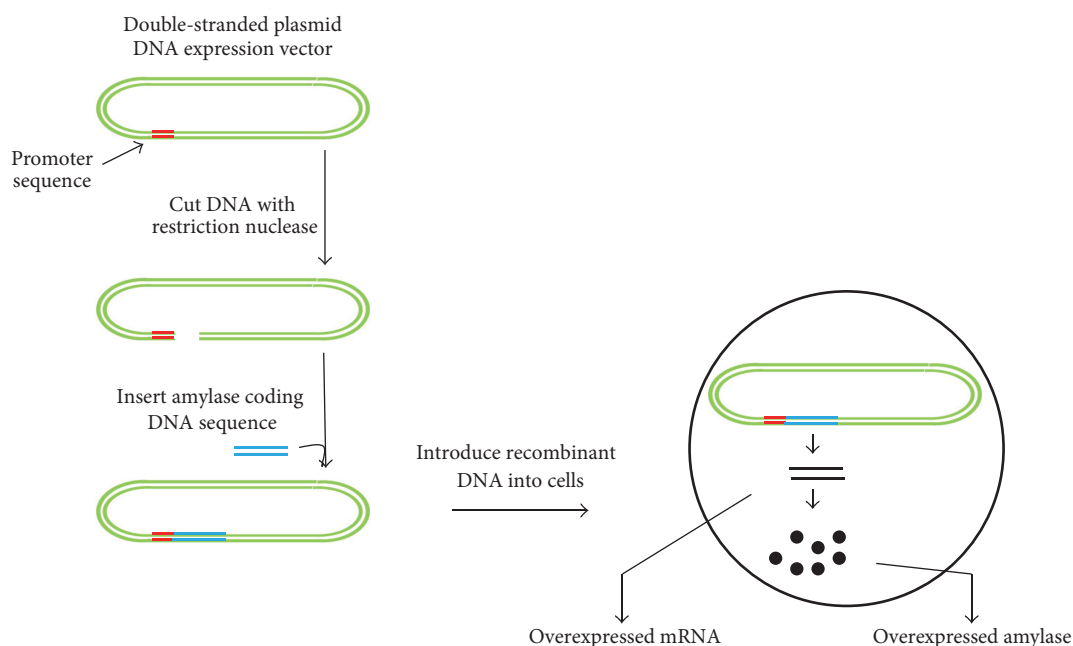 Double-stranded plasmid
DNA expression vector
Promoter
sequence
Cut DNA with
restriction nuclease
Insert amylase coding
DNA sequence
Introduce recombinant
DNA into cells
Overexpressed mRNA
Overexpressed amylase